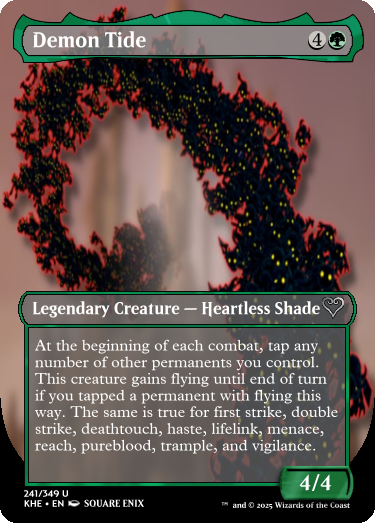 Demon Tide 4
Legendary Creature — Heartless Shade
At the beginning of each combat, tap any
number of other permanents you control.
This creature gains flying until end of turn
if you tapped a permanent with flying this
way. The same is true for first strike, double
strike, deathtouch, haste, lifelink, menace,
reach, pureblood, trample, and vigilance.
4/4
241/349 U
KHE • EN SQUARE ENIX
™ and © 2025 Wizards of the Coast